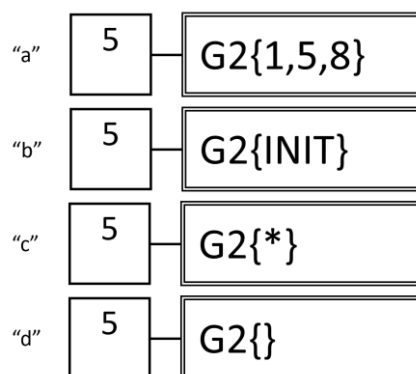 “a” 5 G2{1,5,8}
“b” 5 G2{INIT}
“c” 5 G2{*}
“d” 5 G2{}